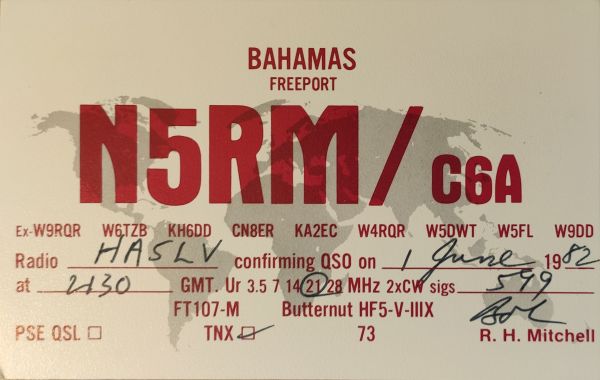 BAHAMAS
FREEPORT
N5RM/C6A
Ex-W9RQR W6TZB KH6DD CN8ER KA2EC W4RQR W5DWT W5FL W9DD
Radio HA5LV confirming QSO on 1 June 1982
at 2130 GMT. Ur 3.5 7 14 21 28 MHz 2xCW sigs 599
FT107-M Butternut HF5-V-IIIX
Bob
PSE QSL ☐ TNX ☑ 73 R. H. Mitchell